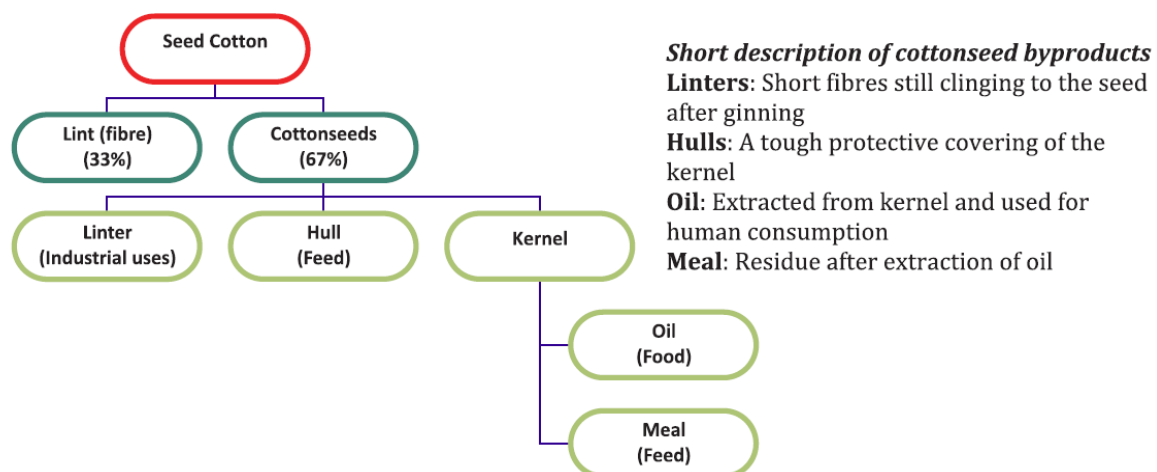 Seed Cotton
Lint (fibre)
(33%)
Cottonseeds
(67%)
Linter
(Industrial uses)
Hull
(Feed)
Kernel
Oil
(Food)
Meal
(Feed)
Short description of cottonseed byproducts
Linters: Short fibres still clinging to the seed
after ginning
Hulls: A tough protective covering of the
kernel
Oil: Extracted from kernel and used for
human consumption
Meal: Residue after extraction of oil